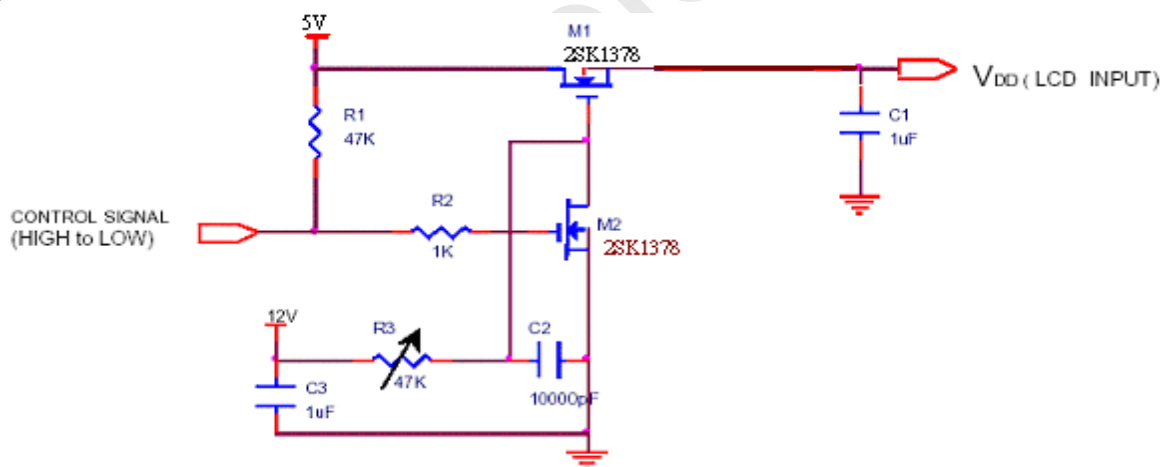 5V
M1
2SK1378
VDD ( LCD INPUT)
R1
47K
C1
1uF
R2
1K
CONTROL SIGNAL
(HIGH to LOW)
M2
2SK1378
12V
R3
47K
C2
10000pF
C3
1uF